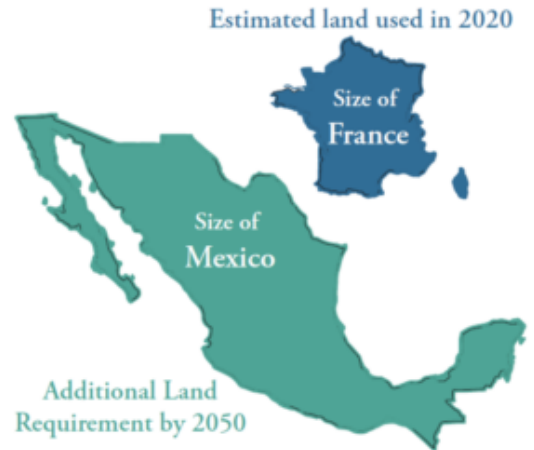 Estimated land used in 2020
Size of
France
Size of
Mexico
Additional Land
Requirement by 2050